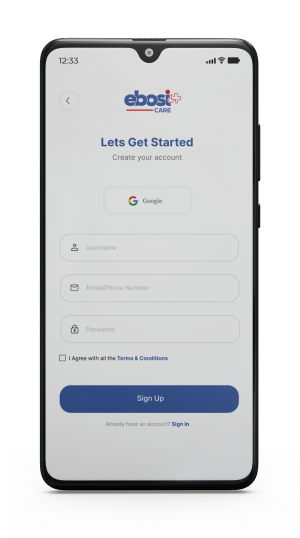 12:33
ebosi
CARE
Lets Get Started
Create your account
Google
Username
Email/Phone Number
Password
I Agree with all the Terms & Conditions
Sign Up
Already have an account? Sign In